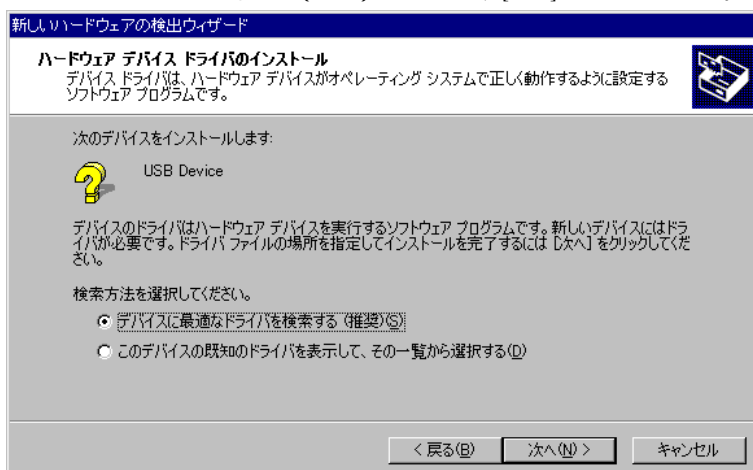 新しいハードウェアの検出ウィザード
ハードウェア デバイス ドライバのインストール
デバイス ドライバは、ハードウェア デバイスがオペレーティング システムで正しく動作するように設定する
ソフトウェア プログラムです。
次のデバイスをインストールします:
USB Device
デバイスのドライバはハードウェア デバイスを実行するソフトウェア プログラムです。新しいデバイスにはドラ
イバが必要です。ドライバ ファイルの場所を指定してインストールを完了するには [次へ] をクリックしてくだ
さい。
検索方法を選択してください。
デバイスに最適なドライバを検索する (推奨)(S)
このデバイスの既知のドライバを表示して、その一覧から選択する(D)
< 戻る(B)
次へ(N) >
キャンセル